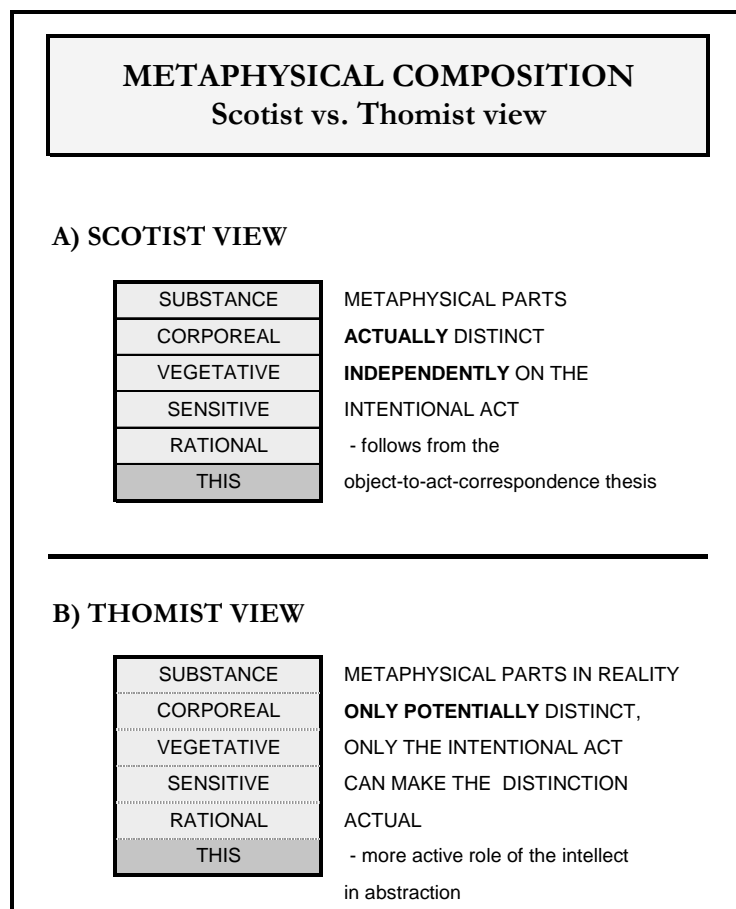 METAPHYSICAL COMPOSITION
Scotist vs. Thomist view
A) SCOTIST VIEW
SUBSTANCE METAPHYSICAL PARTS
CORPOREAL ACTUALLY DISTINCT
VEGETATIVE INDEPENDENTLY ON THE
SENSITIVE INTENTIONAL ACT
RATIONAL - follows from the
THIS object-to-act-correspondence thesis
B) THOMIST VIEW
SUBSTANCE METAPHYSICAL PARTS IN REALITY
CORPOREAL ONLY POTENTIALLY DISTINCT,
VEGETATIVE ONLY THE INTENTIONAL ACT
SENSITIVE CAN MAKE THE DISTINCTION
RATIONAL ACTUAL
THIS - more active role of the intellect
in abstraction